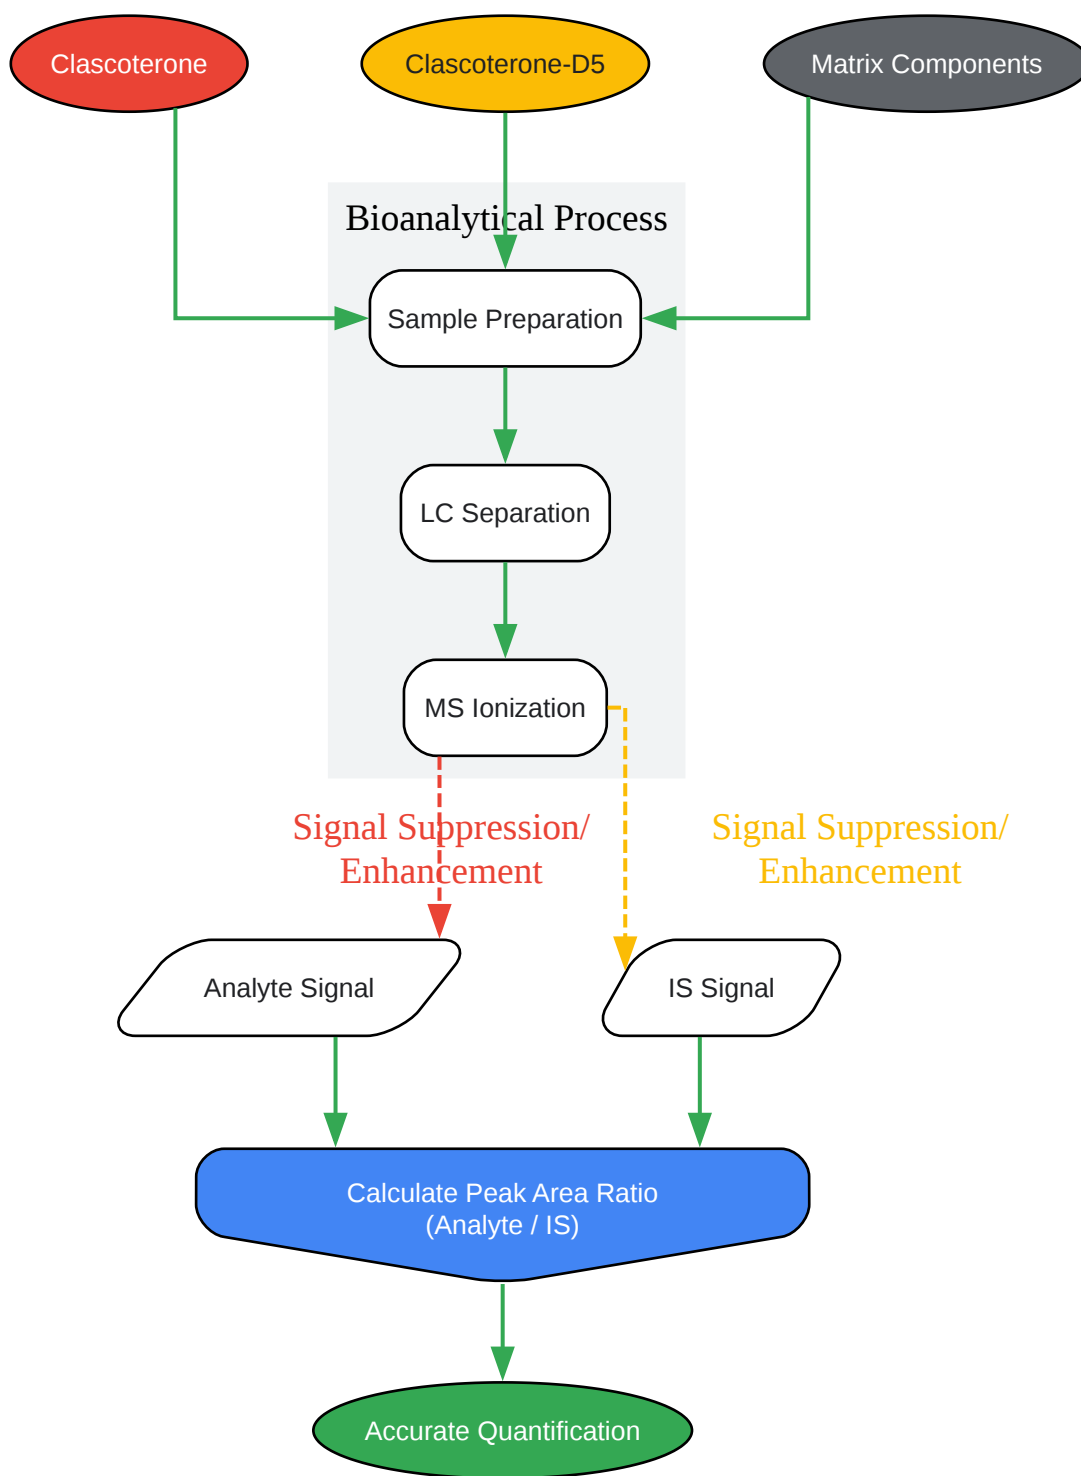 Clascoterone
Clascoterone-D5
Matrix Components
Bioanalytical Process
Sample Preparation
LC Separation
MS Ionization
Signal Suppression/
Enhancement
Signal Suppression/
Enhancement
Analyte Signal
IS Signal
Calculate Peak Area Ratio
(Analyte / IS)
Accurate Quantification